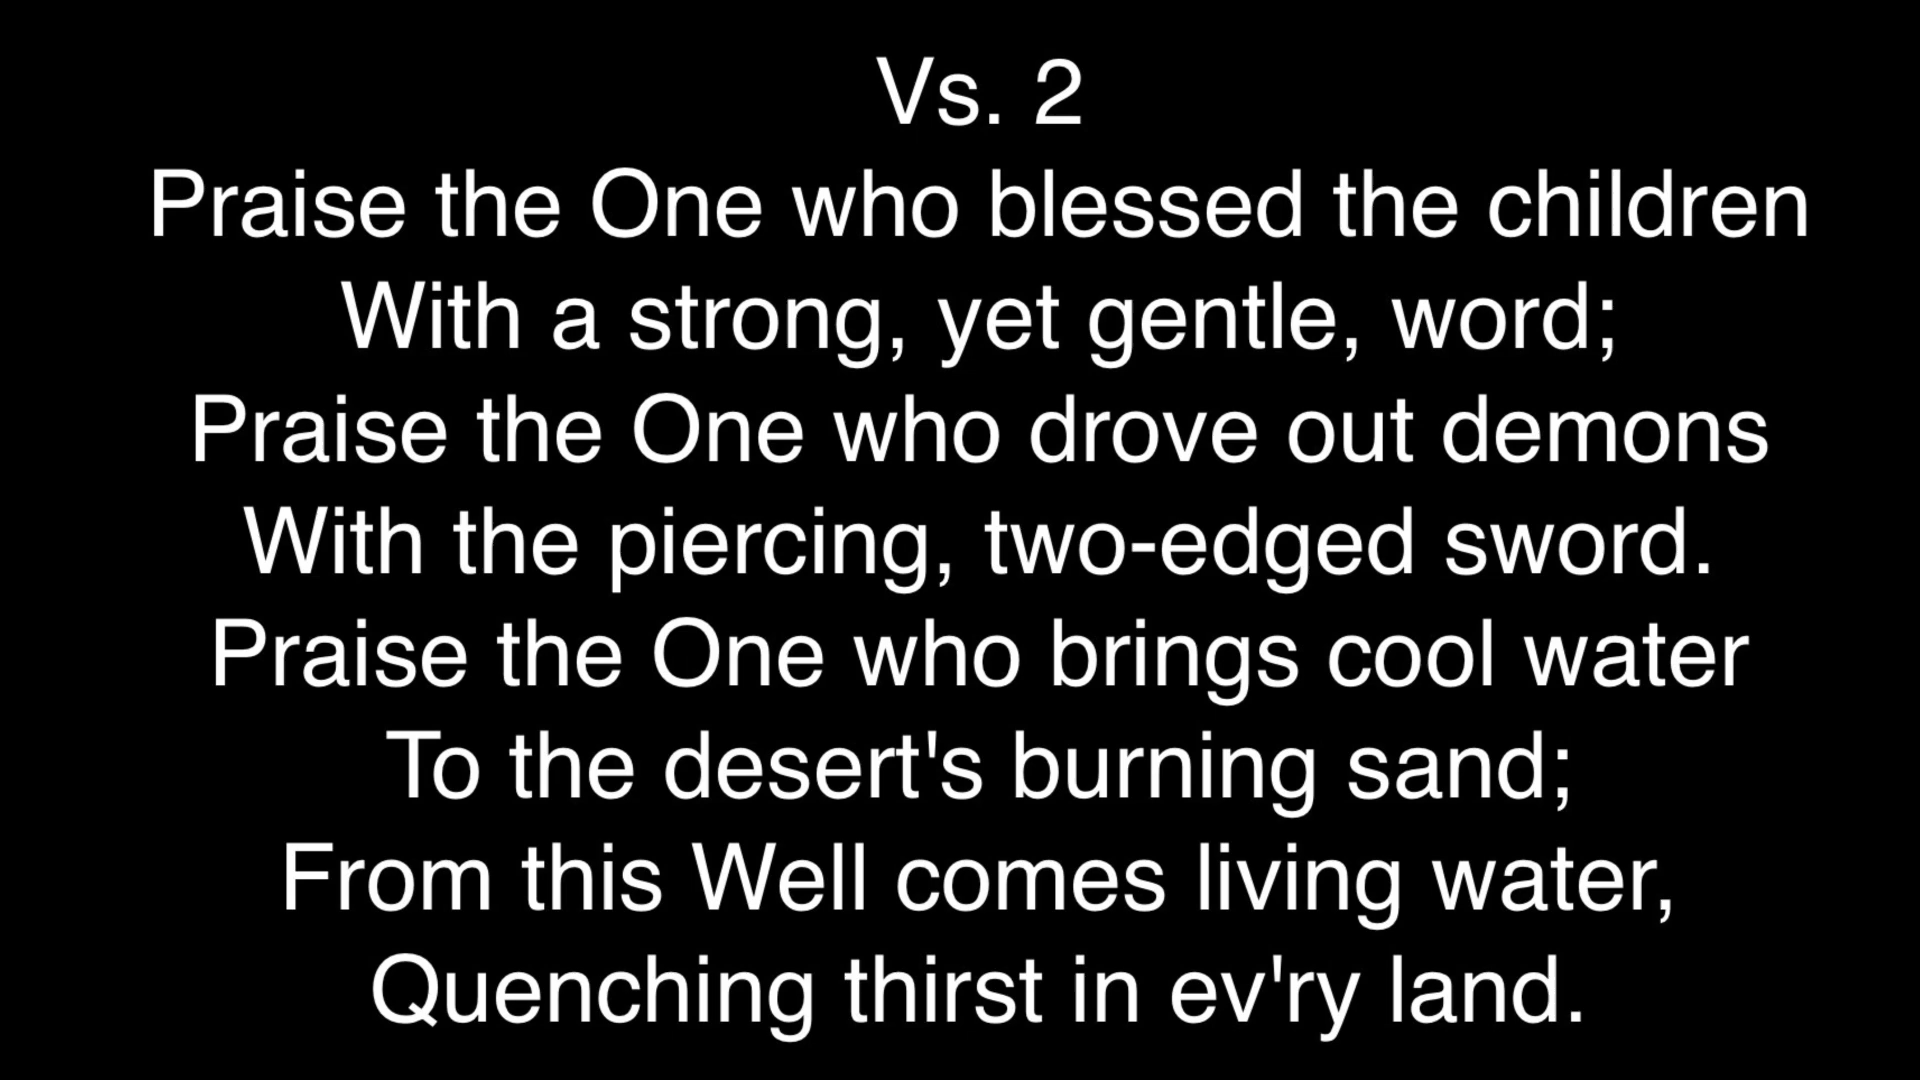 Vs. 2
Praise the One who blessed the children
With a strong, yet gentle, word;
Praise the One who drove out demons
With the piercing, two-edged sword.
Praise the One who brings cool water
To the desert's burning sand;
From this Well comes living water,
Quenching thirst in ev'ry land.